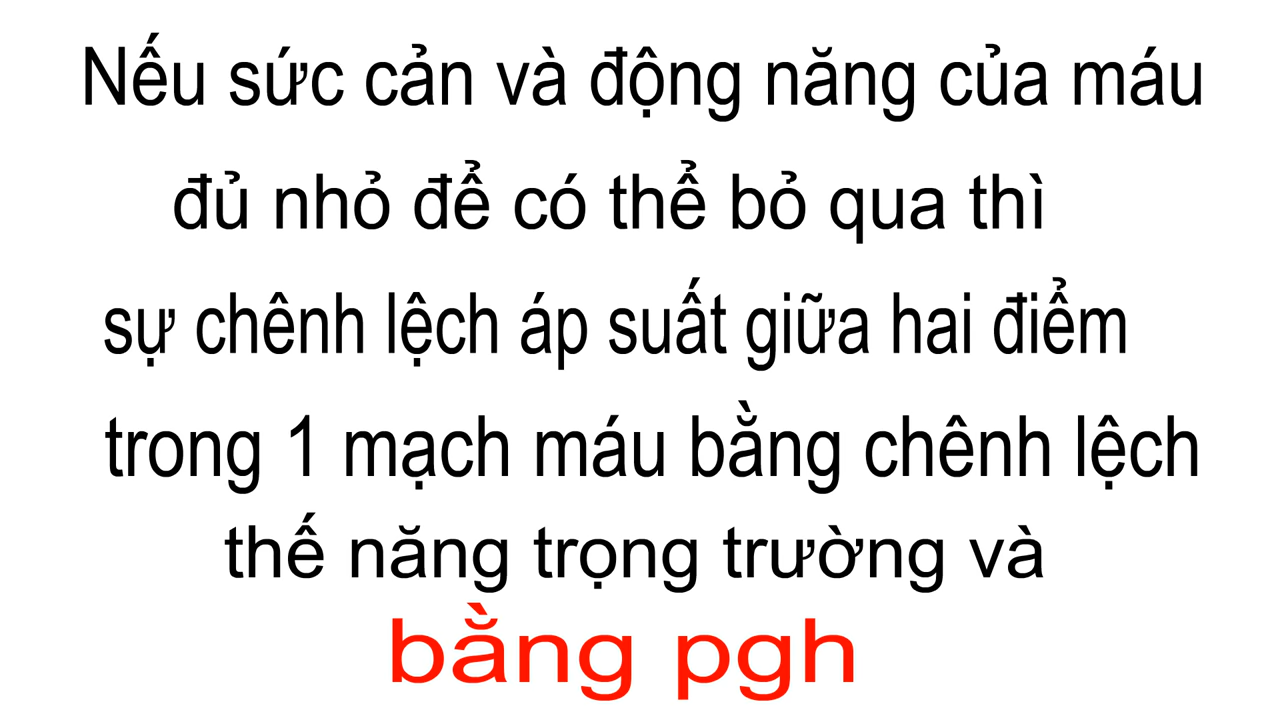 Nếu sức cản và động năng của máu
đủ nhỏ để có thể bỏ qua thì
sự chênh lệch áp suất giữa hai điểm
trong 1 mạch máu bằng chênh lệch
thế năng trọng trường và
bằng pgh